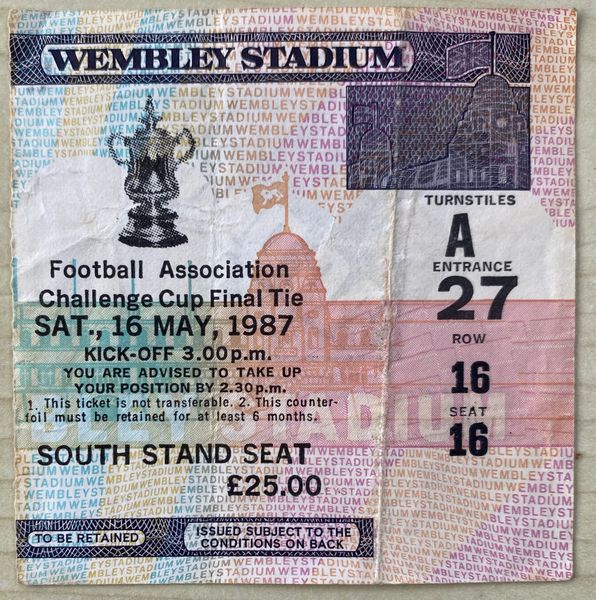 WEMBLEY STADIUM
Football Association
Challenge Cup Final Tie
SAT., 16 MAY, 1987
KICK-OFF 3.00 p.m.
YOU ARE ADVISED TO TAKE UP
YOUR POSITION BY 2.30 p.m.
1. This ticket is not transferable. 2. This counter-
foil must be retained for at least 6 months.
SOUTH STAND SEAT
£25.00
TO BE RETAINED
ISSUED SUBJECT TO THE
CONDITIONS ON BACK
TURNSTILES
A
ENTRANCE
27
ROW
16
SEAT
16